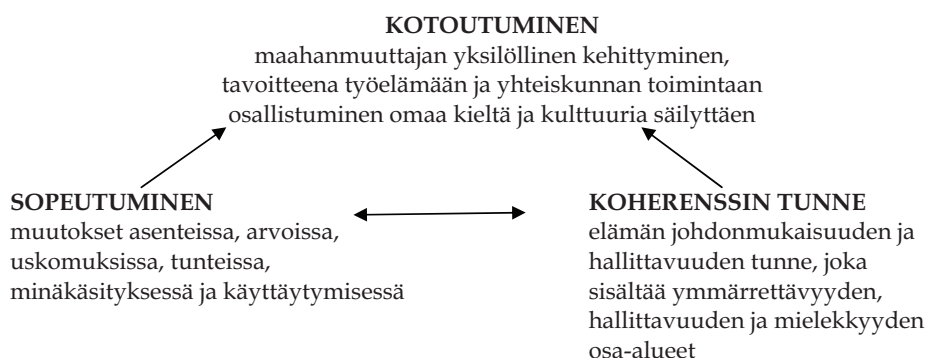 KOTOUTUMINEN
maahanmuuttajan yksilöllinen kehittyminen,
tavoitteena työelämään ja yhteiskunnan toimintaan
osallistuminen omaa kieltä ja kulttuuria säilyttäen
SOPEUTUMINEN
muutokset asenteissa, arvoissa,
uskomuksissa, tunteissa,
minäkäsityksessä ja käyttäytymisessä
KOHERENSSIN TUNNE
elämän johdonmukaisuuden ja
hallittavuuden tunne, joka
sisältää ymmärrettävyyden,
hallittavuuden ja mielekkyyden
osa-alueet